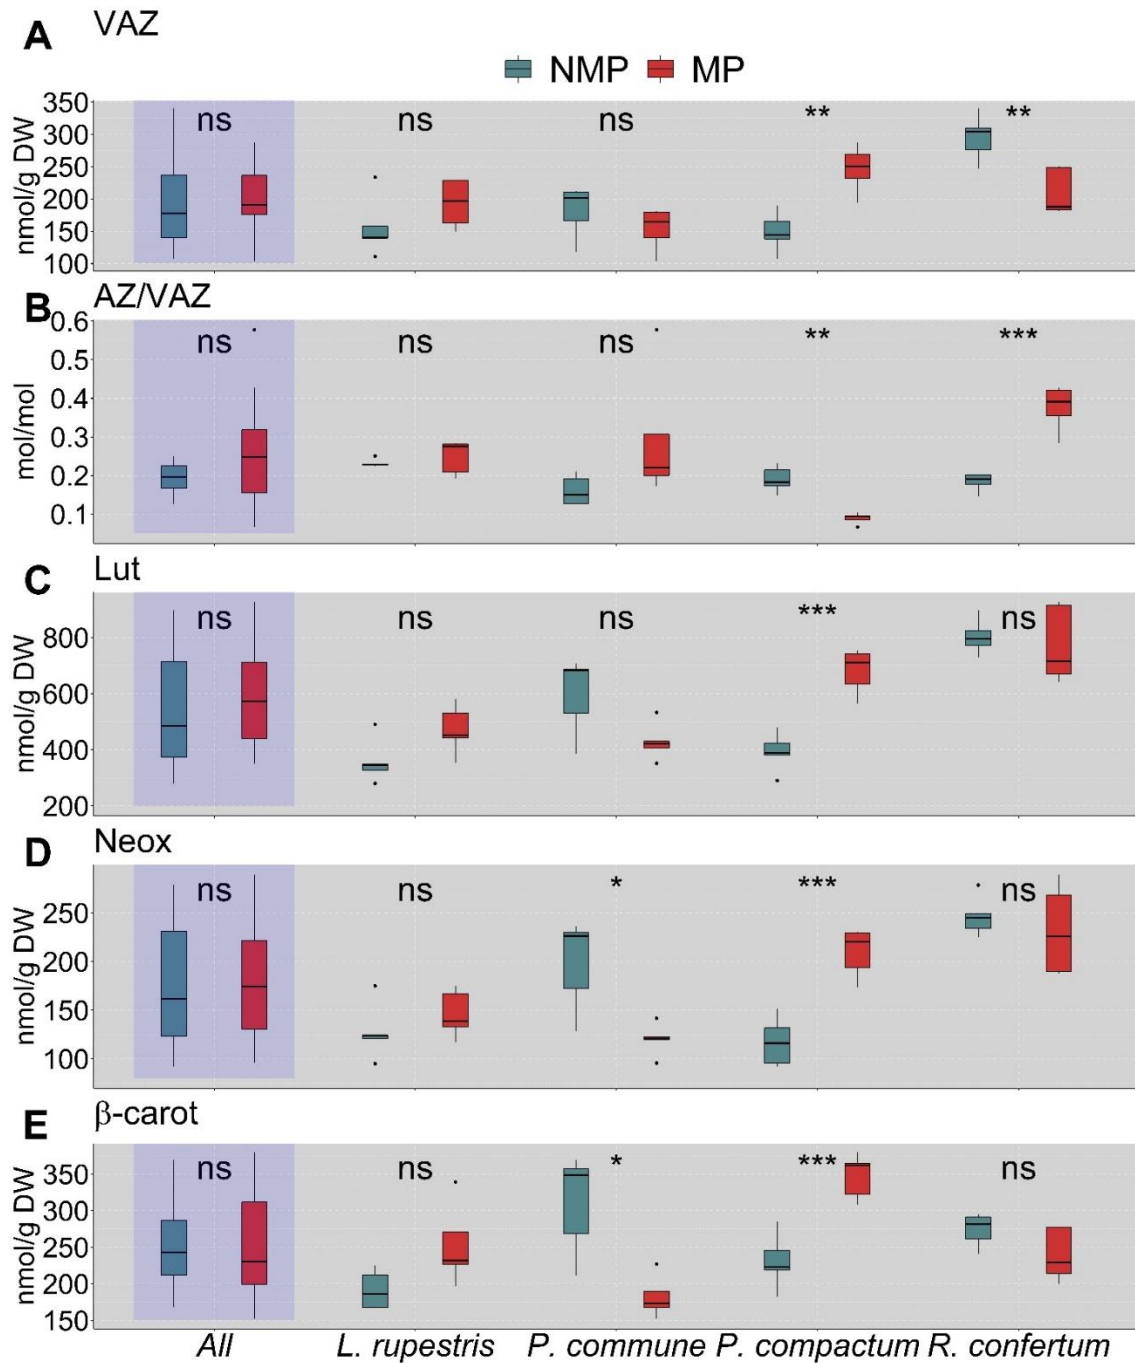 A VAZ
NMP MP
nmol/g DW
350
300
250
200
150
100
ns ns ns ** **
B AZ/VAZ
mol/mol
0.6
0.5
0.4
0.3
0.2
0.1
ns ns ns ** ***
C Lut
nmol/g DW
800
600
400
200
ns ns ns *** ns
D Neox
nmol/g DW
250
200
150
100
ns ns * *** ns
E β-carot
nmol/g DW
350
300
250
200
150
ns ns * *** ns
All L. rupestris P. commune P. compactum R. confertum